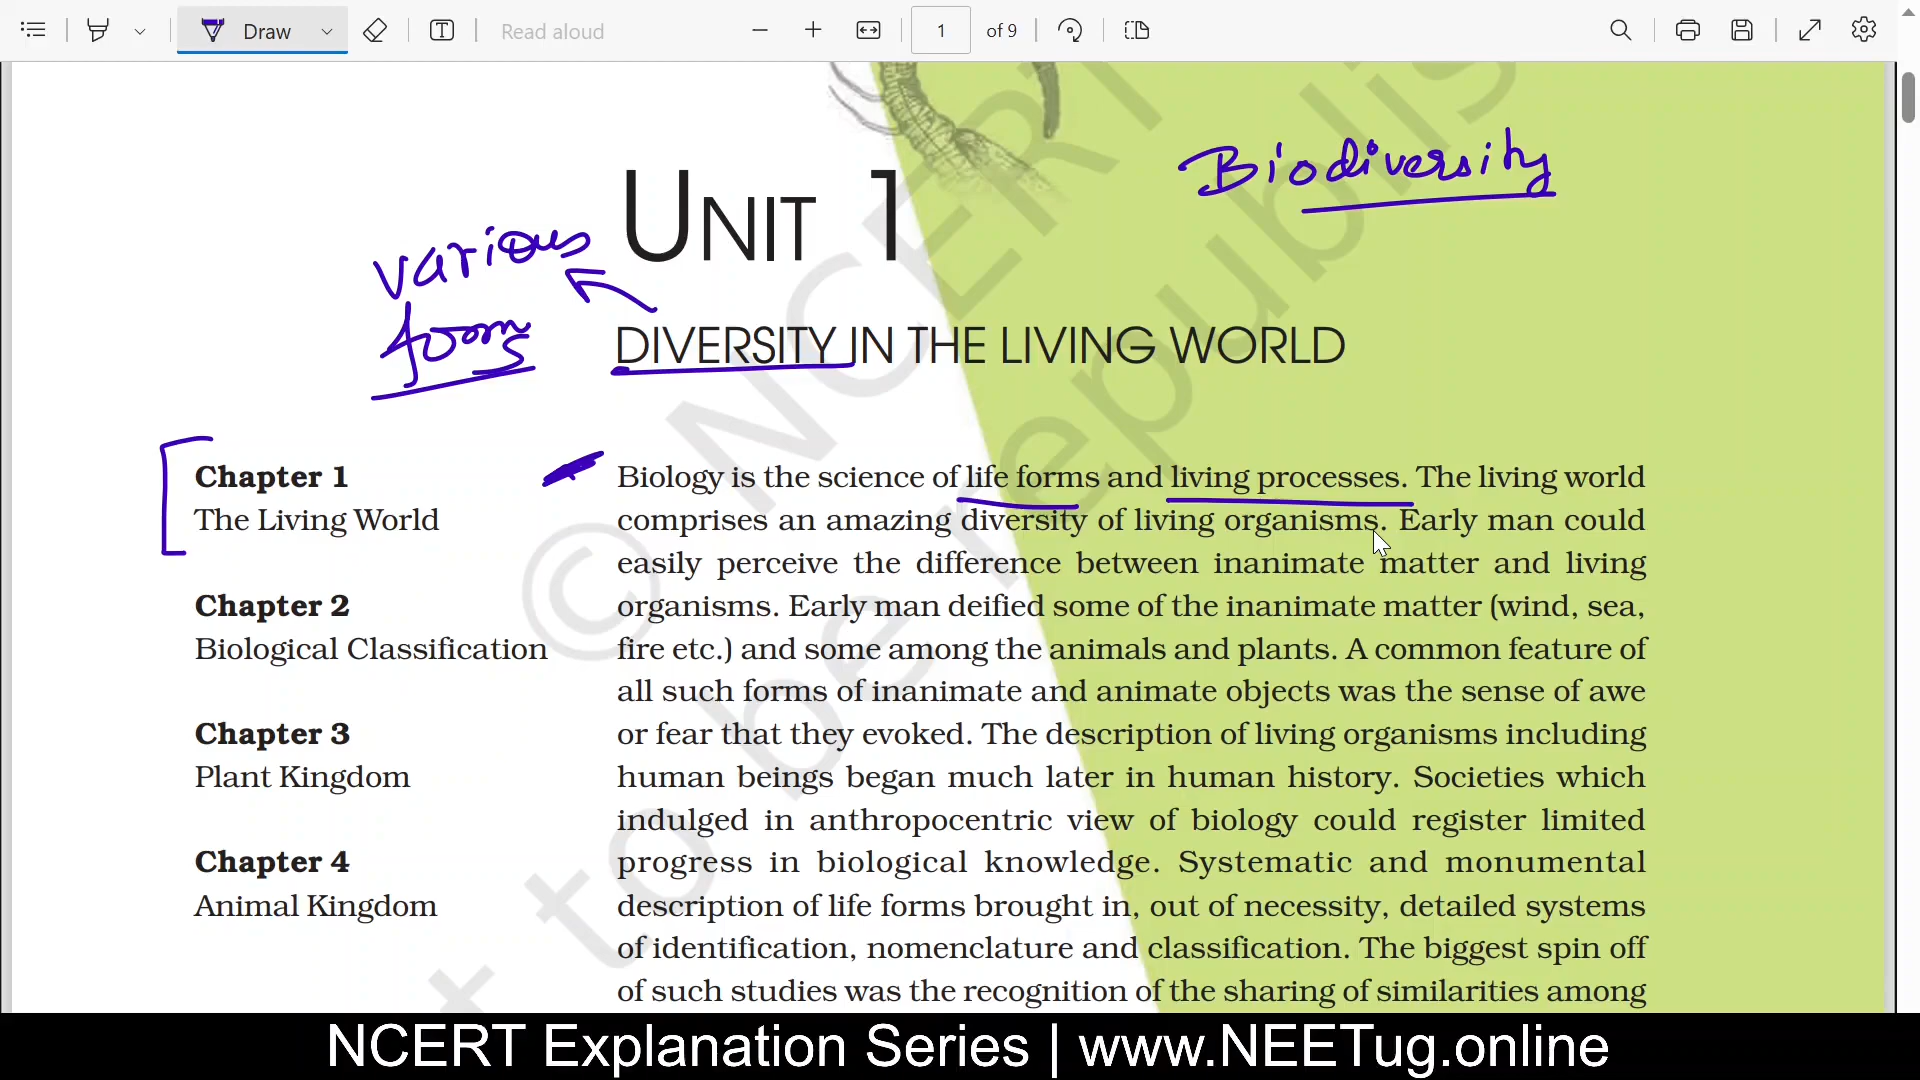 Draw
Read aloud
1 of 9
Biodiversity
UNIT 1
various
forms
DIVERSITY IN THE LIVING WORLD
Chapter 1
The Living World
Chapter 2
Biological Classification
Chapter 3
Plant Kingdom
Chapter 4
Animal Kingdom
Biology is the science of life forms and living processes. The living world
comprises an amazing diversity of living organisms. Early man could
easily perceive the difference between inanimate matter and living
organisms. Early man deified some of the inanimate matter (wind, sea,
fire etc.) and some among the animals and plants. A common feature of
all such forms of inanimate and animate objects was the sense of awe
or fear that they evoked. The description of living organisms including
human beings began much later in human history. Societies which
indulged in anthropocentric view of biology could register limited
progress in biological knowledge. Systematic and monumental
description of life forms brought in, out of necessity, detailed systems
of identification, nomenclature and classification. The biggest spin off
of such studies was the recognition of the sharing of similarities among
© NCERT
t to be republis
NCERT Explanation Series | www.NEETug.online